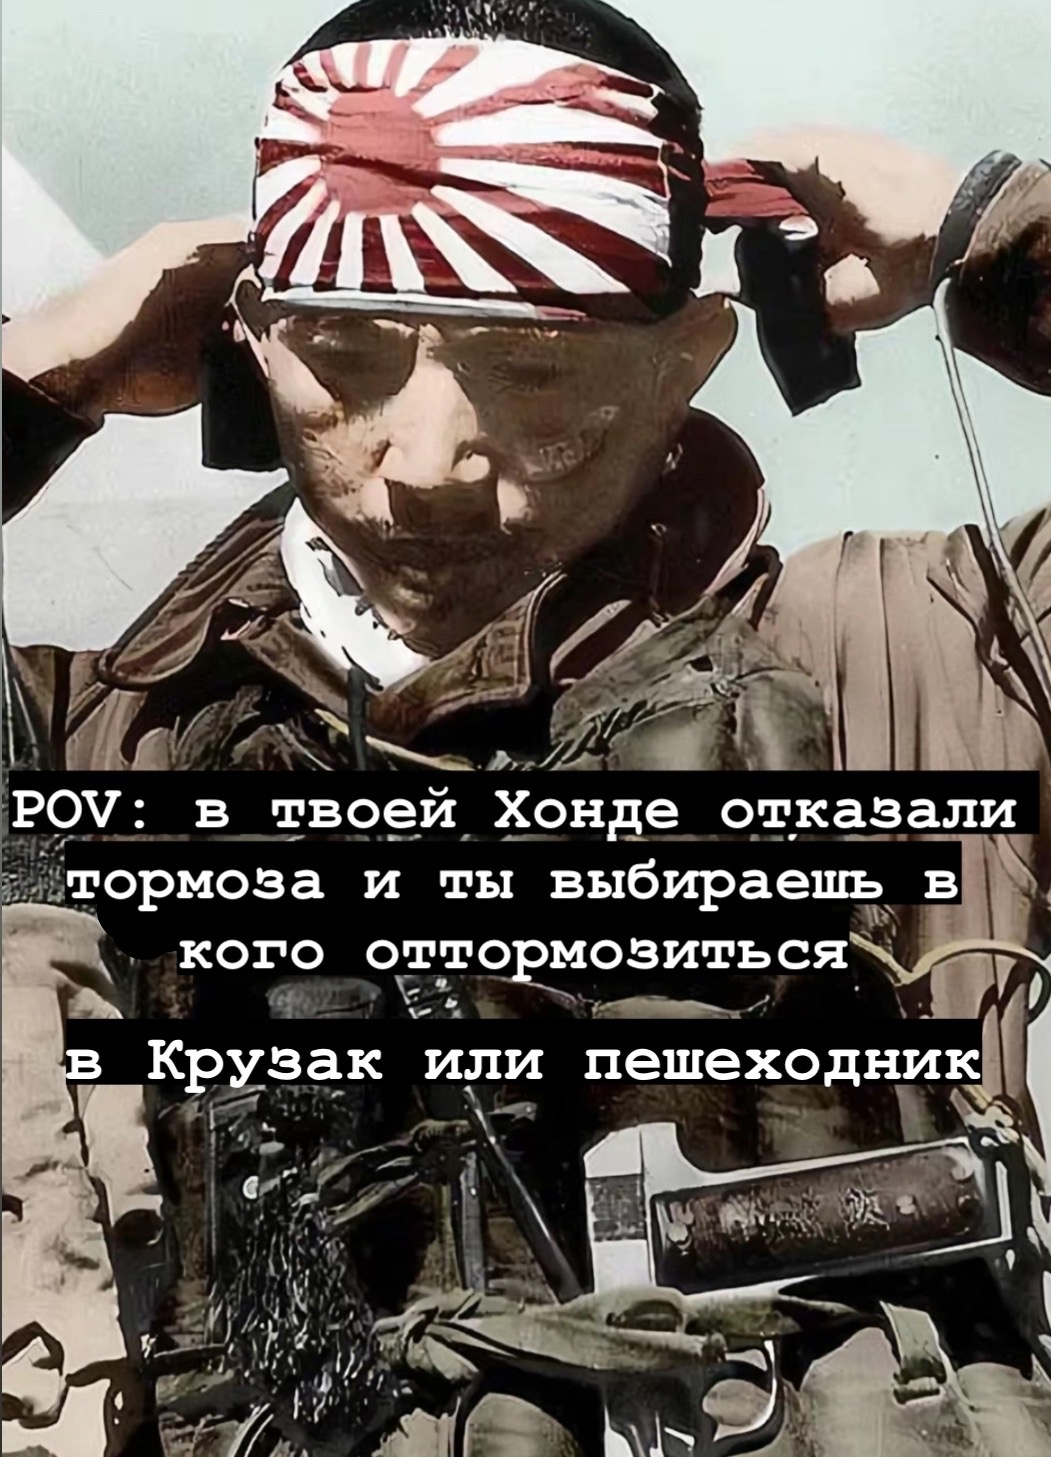 POV: в твоей Хонде отказали
тормоза и ты выбираешь в
кого оттормозиться
в Крузак или пешеходник